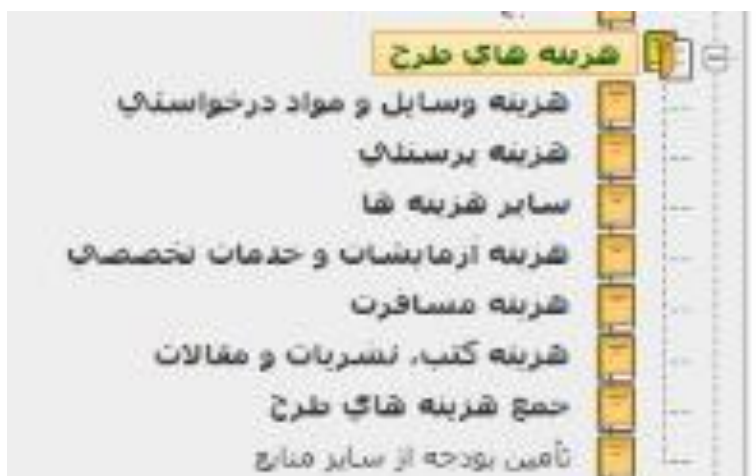 هزینه های طرح
هزینه وسایل و مواد درخواستی
هزینه پرسنلی
سایر هزینه ها
هزینه ازمایشات و خدمات تخصصی
هزینه مسافرت
هزینه کتب، نشریات و مقالات
جمع هزینه های طرح
تأمین بودجه از سایر منابع